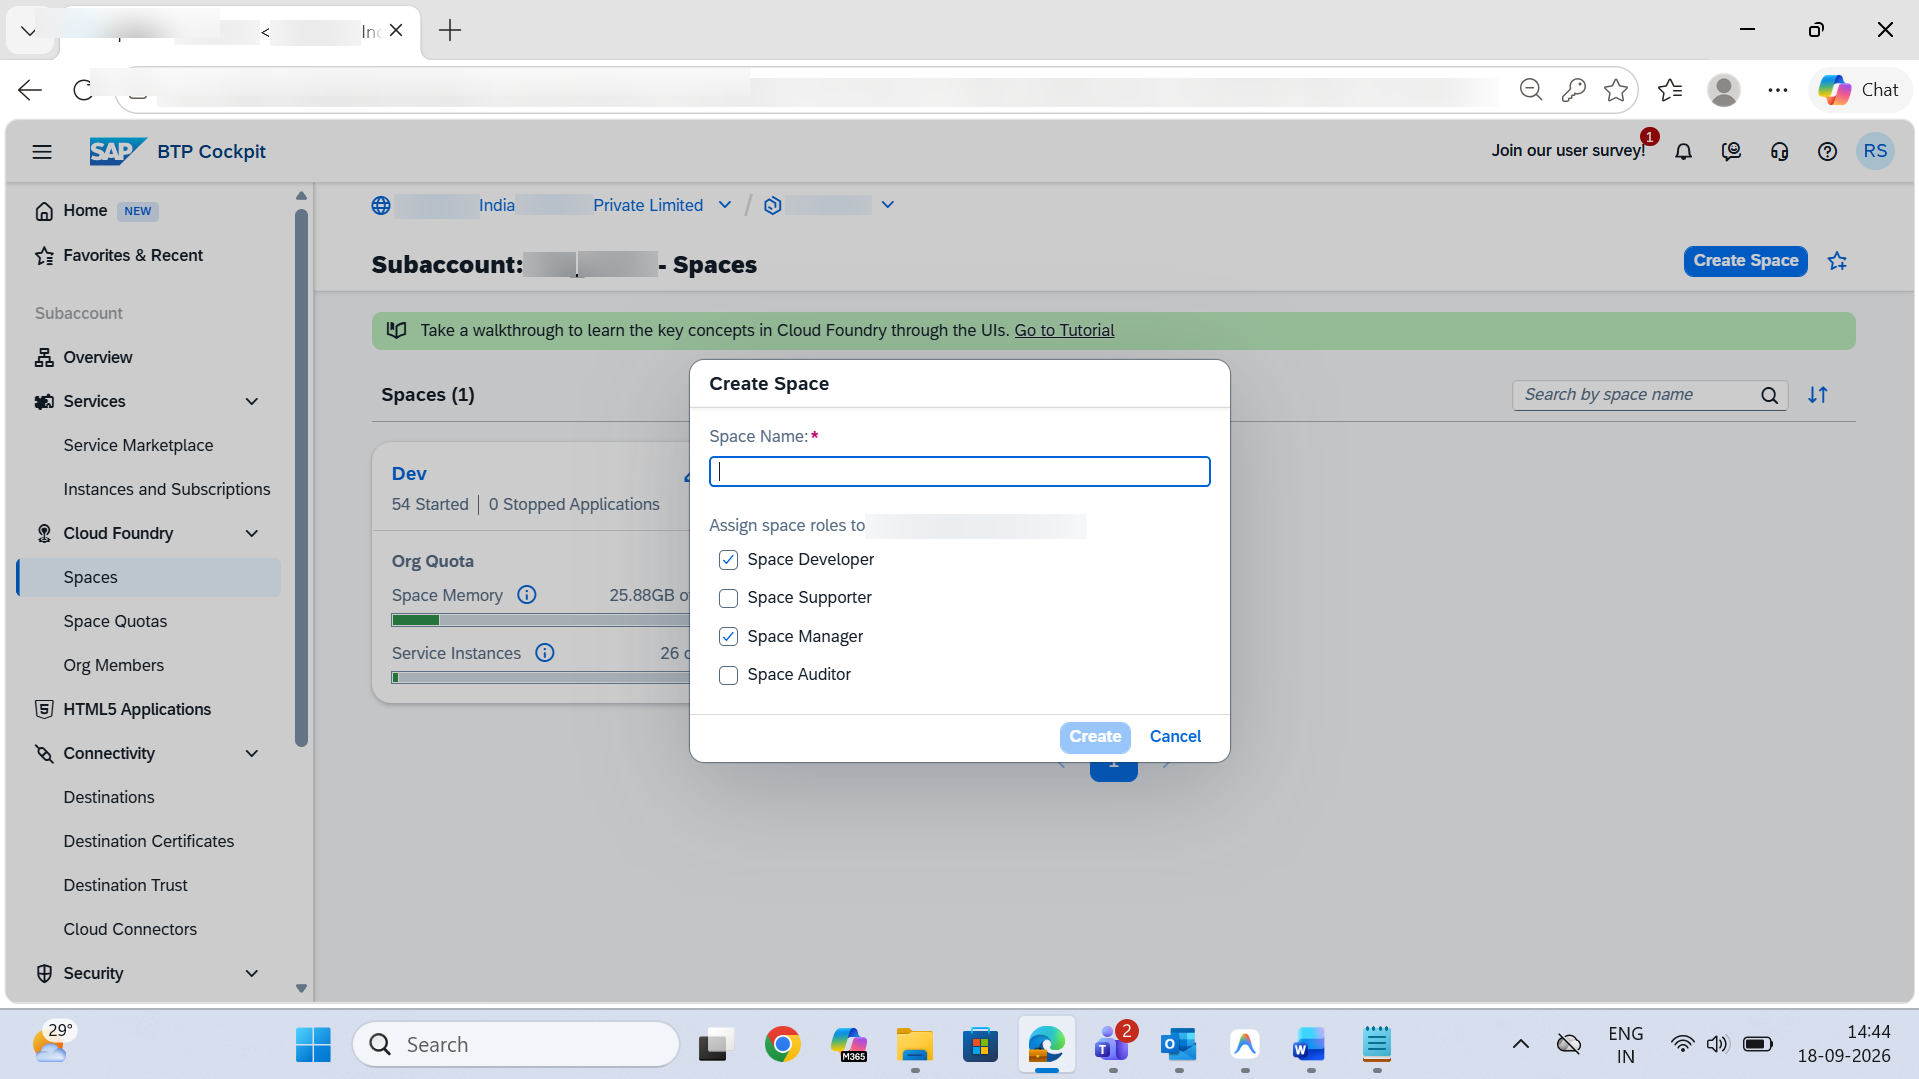 <
In
Chat
SAP BTP Cockpit
Join our user survey!
1
RS
Home NEW
Favorites & Recent
Subaccount
Overview
Services
Service Marketplace
Instances and Subscriptions
Cloud Foundry
Spaces
Space Quotas
Org Members
HTML5 Applications
Connectivity
Destinations
Destination Certificates
Destination Trust
Cloud Connectors
Security
India Private Limited /
Subaccount: - Spaces
Create Space
Take a walkthrough to learn the key concepts in Cloud Foundry through the UIs. Go to Tutorial
Spaces (1)
Search by space name
Dev
54 Started | 0 Stopped Applications
Org Quota
Space Memory 25.88GB
Service Instances 26
Create Space
Space Name:*
Assign space roles to
Space Developer
Space Supporter
Space Manager
Space Auditor
Create Cancel
1
29°
Search
M365
2
ENG
IN
14:44
18-09-2026